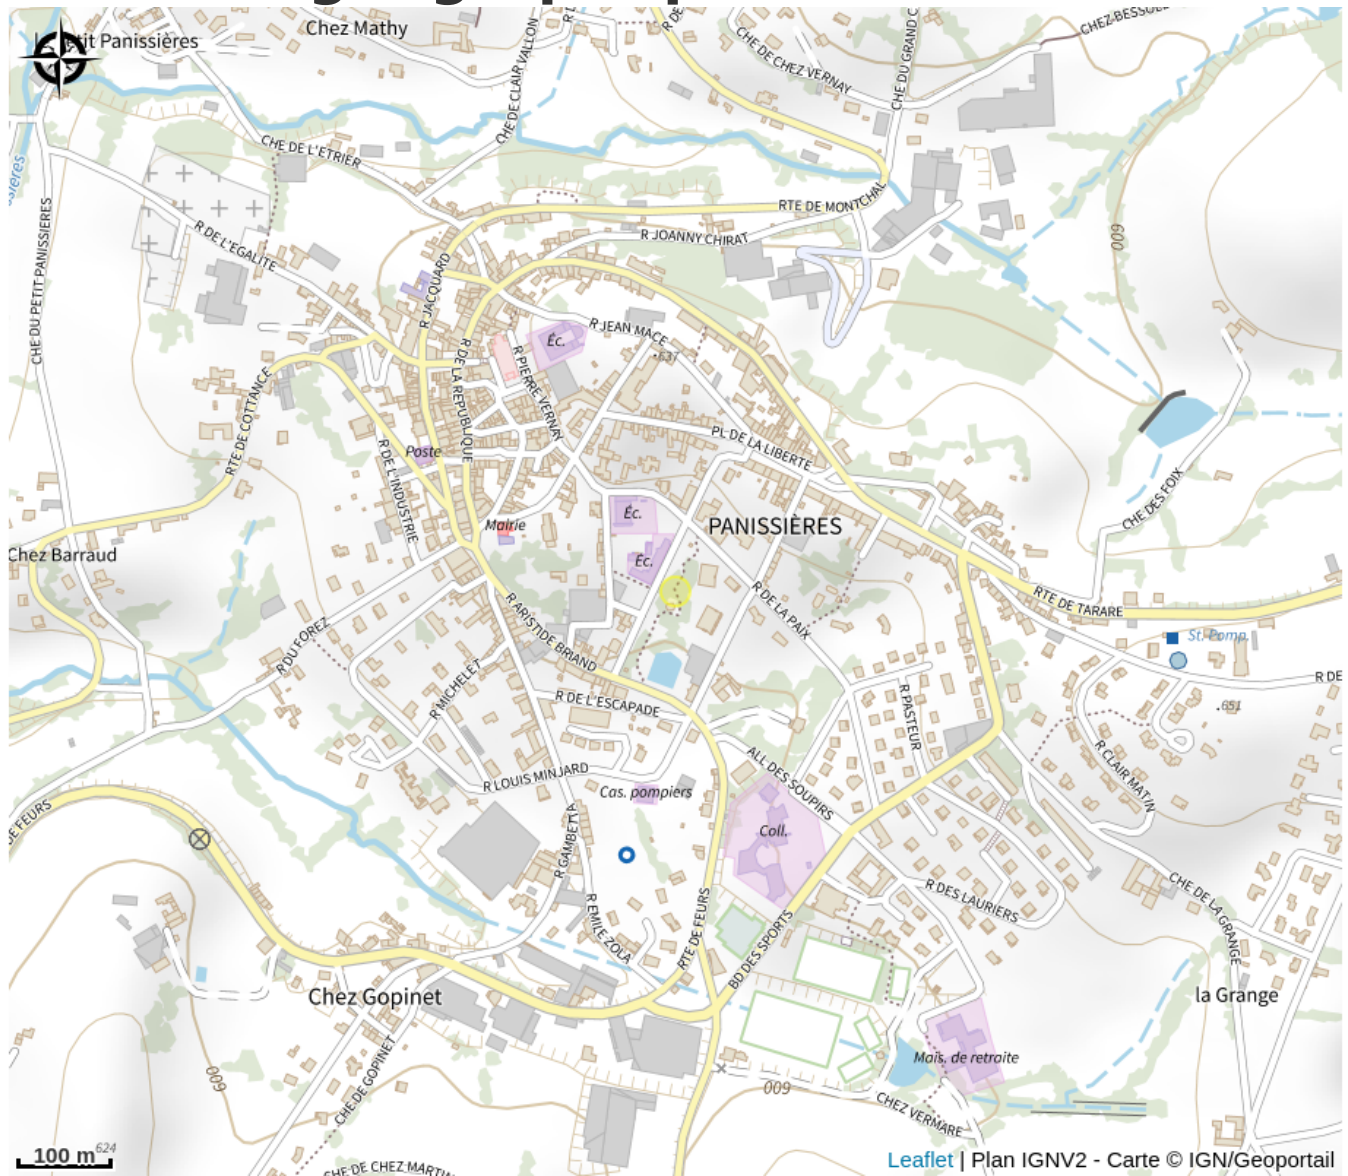 Chez Mathy
Petit Panissières
CHE DE CLAIR VALLON
CHE DE CHEZ VERNAY
CHE DU GRAND C
CHEZ BESSOLE
CHE DE L'ETRIER
CHE DU PETIT PANISSIERES
R DE L'EGALITE
RTE DE MONTCHAL
R JOANNY CHIRAT
600
R JACQUARD
R JEAN MACE
637
Éc.
R PIERRE VERNAY
R DE LA REPUBLIQUE
RTE DE COTTANCE
PL DE LA LIBERTE
Poste
R DE L'INDUSTRIE
CHE DES FOIX
Éc.
Mairie
PANISSIÈRES
Chez Barraud
Éc.
R DE LA PAIX
RTE DE TARARE
R ARISTIDE BRIAND
R DU FOREZ
St. Pomp.
R DE
R MICHELET
R DE L'ESCAPADE
R PASTEUR
651
R CLAIR MATIN
ALL DES SOUPIRS
R LOUIS MINJARD
Cas. pompiers
Coll.
DE FEURS
R GAMBETTA
R DES LAURIERS
CHE DE LA GRANGE
R EMILE ZOLA
RTE DE FEURS
BD DES SPORTS
Chez Gopinet
la Grange
Mais. de retraite
600
CHE DE GOPINET
600
CHEZ VERMARE
624
100 m
CHE DE CHEZ MARTIN
Leaflet | Plan IGNV2 - Carte © IGN/Geoportail